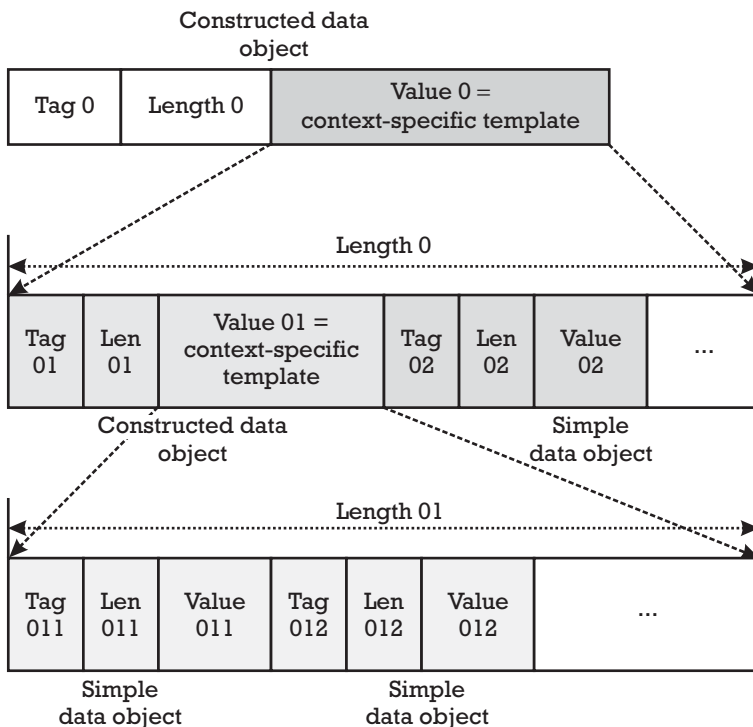 Constructed data
object
Tag 0
Length 0
Value 0 =
context-specific template
Length 0
Tag
01
Len
01
Value 01 =
context-specific
template
Tag
02
Len
02
Value
02
...
Constructed data
object
Simple
data object
Length 01
Tag
011
Len
011
Value
011
Tag
012
Len
012
Value
012
...
Simple
data object
Simple
data object